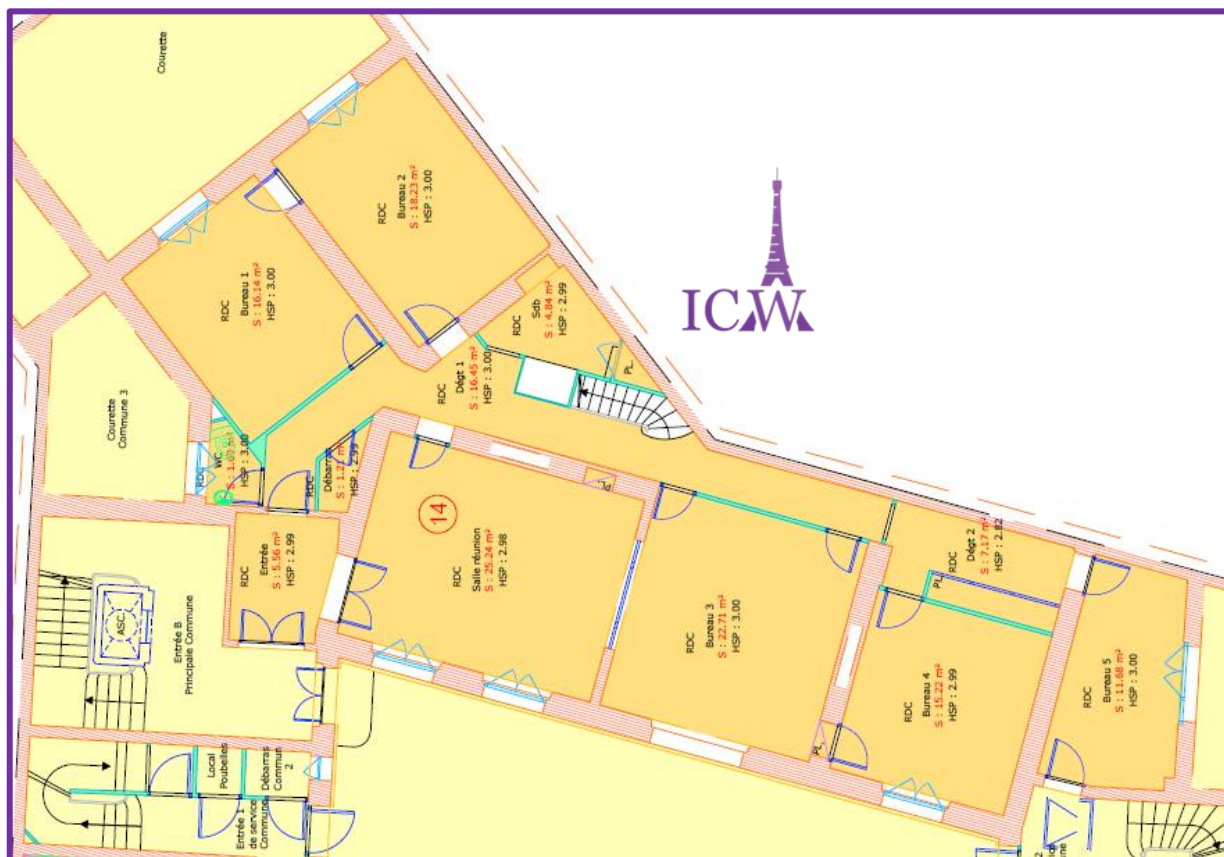 Courette
RDC
Bureau 2
S : 18.23 m²
HSP : 3.00
RDC
Bureau 1
S : 16.14 m²
HSP : 3.00
RDC
Sdb
S : 4.84 m²
HSP : 2.99
PL.
ICW
RDC
Dégt 1
S : 16.45 m²
HSP : 3.00
Courette
Commune 3
RDC
WC
HSP : 3.00
RDC
Débarras
S : 1.21 m²
HSP : 2.99
14
PL
RDC
Entrée
S : 5.56 m²
HSP : 2.99
RDC
Salle réunion
S : 25.24 m²
HSP : 2.98
RDC
Dégt 2
S : 7.17 m²
HSP : 2.82
PL.
ASC.
Entrée B
Principale Commune
RDC
Bureau 3
S : 22.71 m²
HSP : 3.00
RDC
Bureau 4
S : 15.22 m²
HSP : 2.99
RDC
Bureau 5
S : 11.68 m²
HSP : 3.00
PL.
Local
Poubelles
Débarras
Commun
2
Entrée 1
de service
Commune